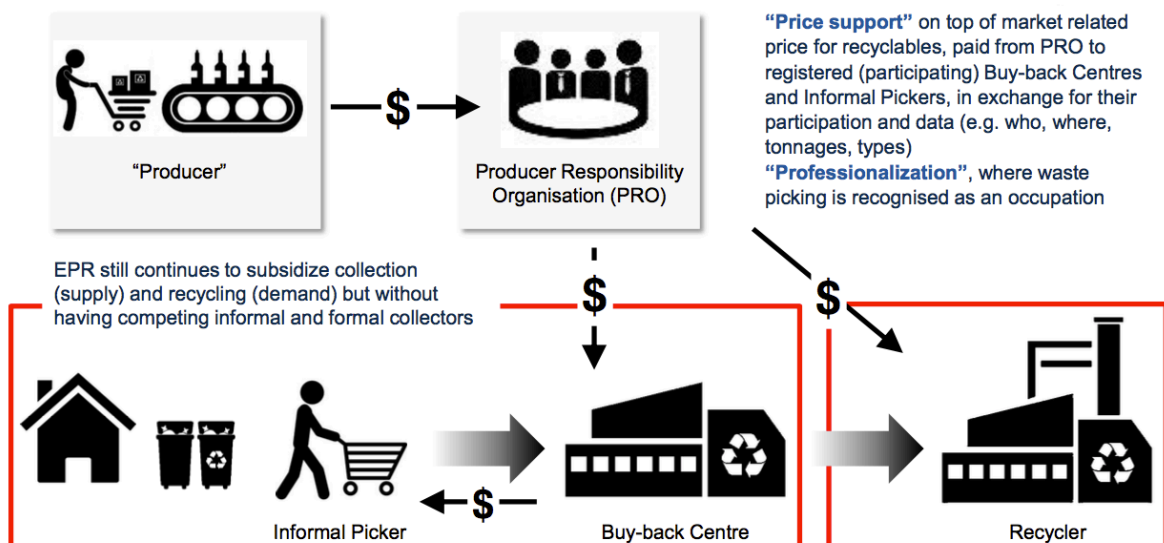 “Price support” on top of market related
price for recyclables, paid from PRO to
registered (participating) Buy-back Centres
and Informal Pickers, in exchange for their
participation and data (e.g. who, where,
tonnages, types)
“Professionalization”, where waste
picking is recognised as an occupation
$
“Producer”
Producer Responsibility
Organisation (PRO)
EPR still continues to subsidize collection
(supply) and recycling (demand) but without
having competing informal and formal collectors
$
$
$
Informal Picker
Buy-back Centre
Recycler